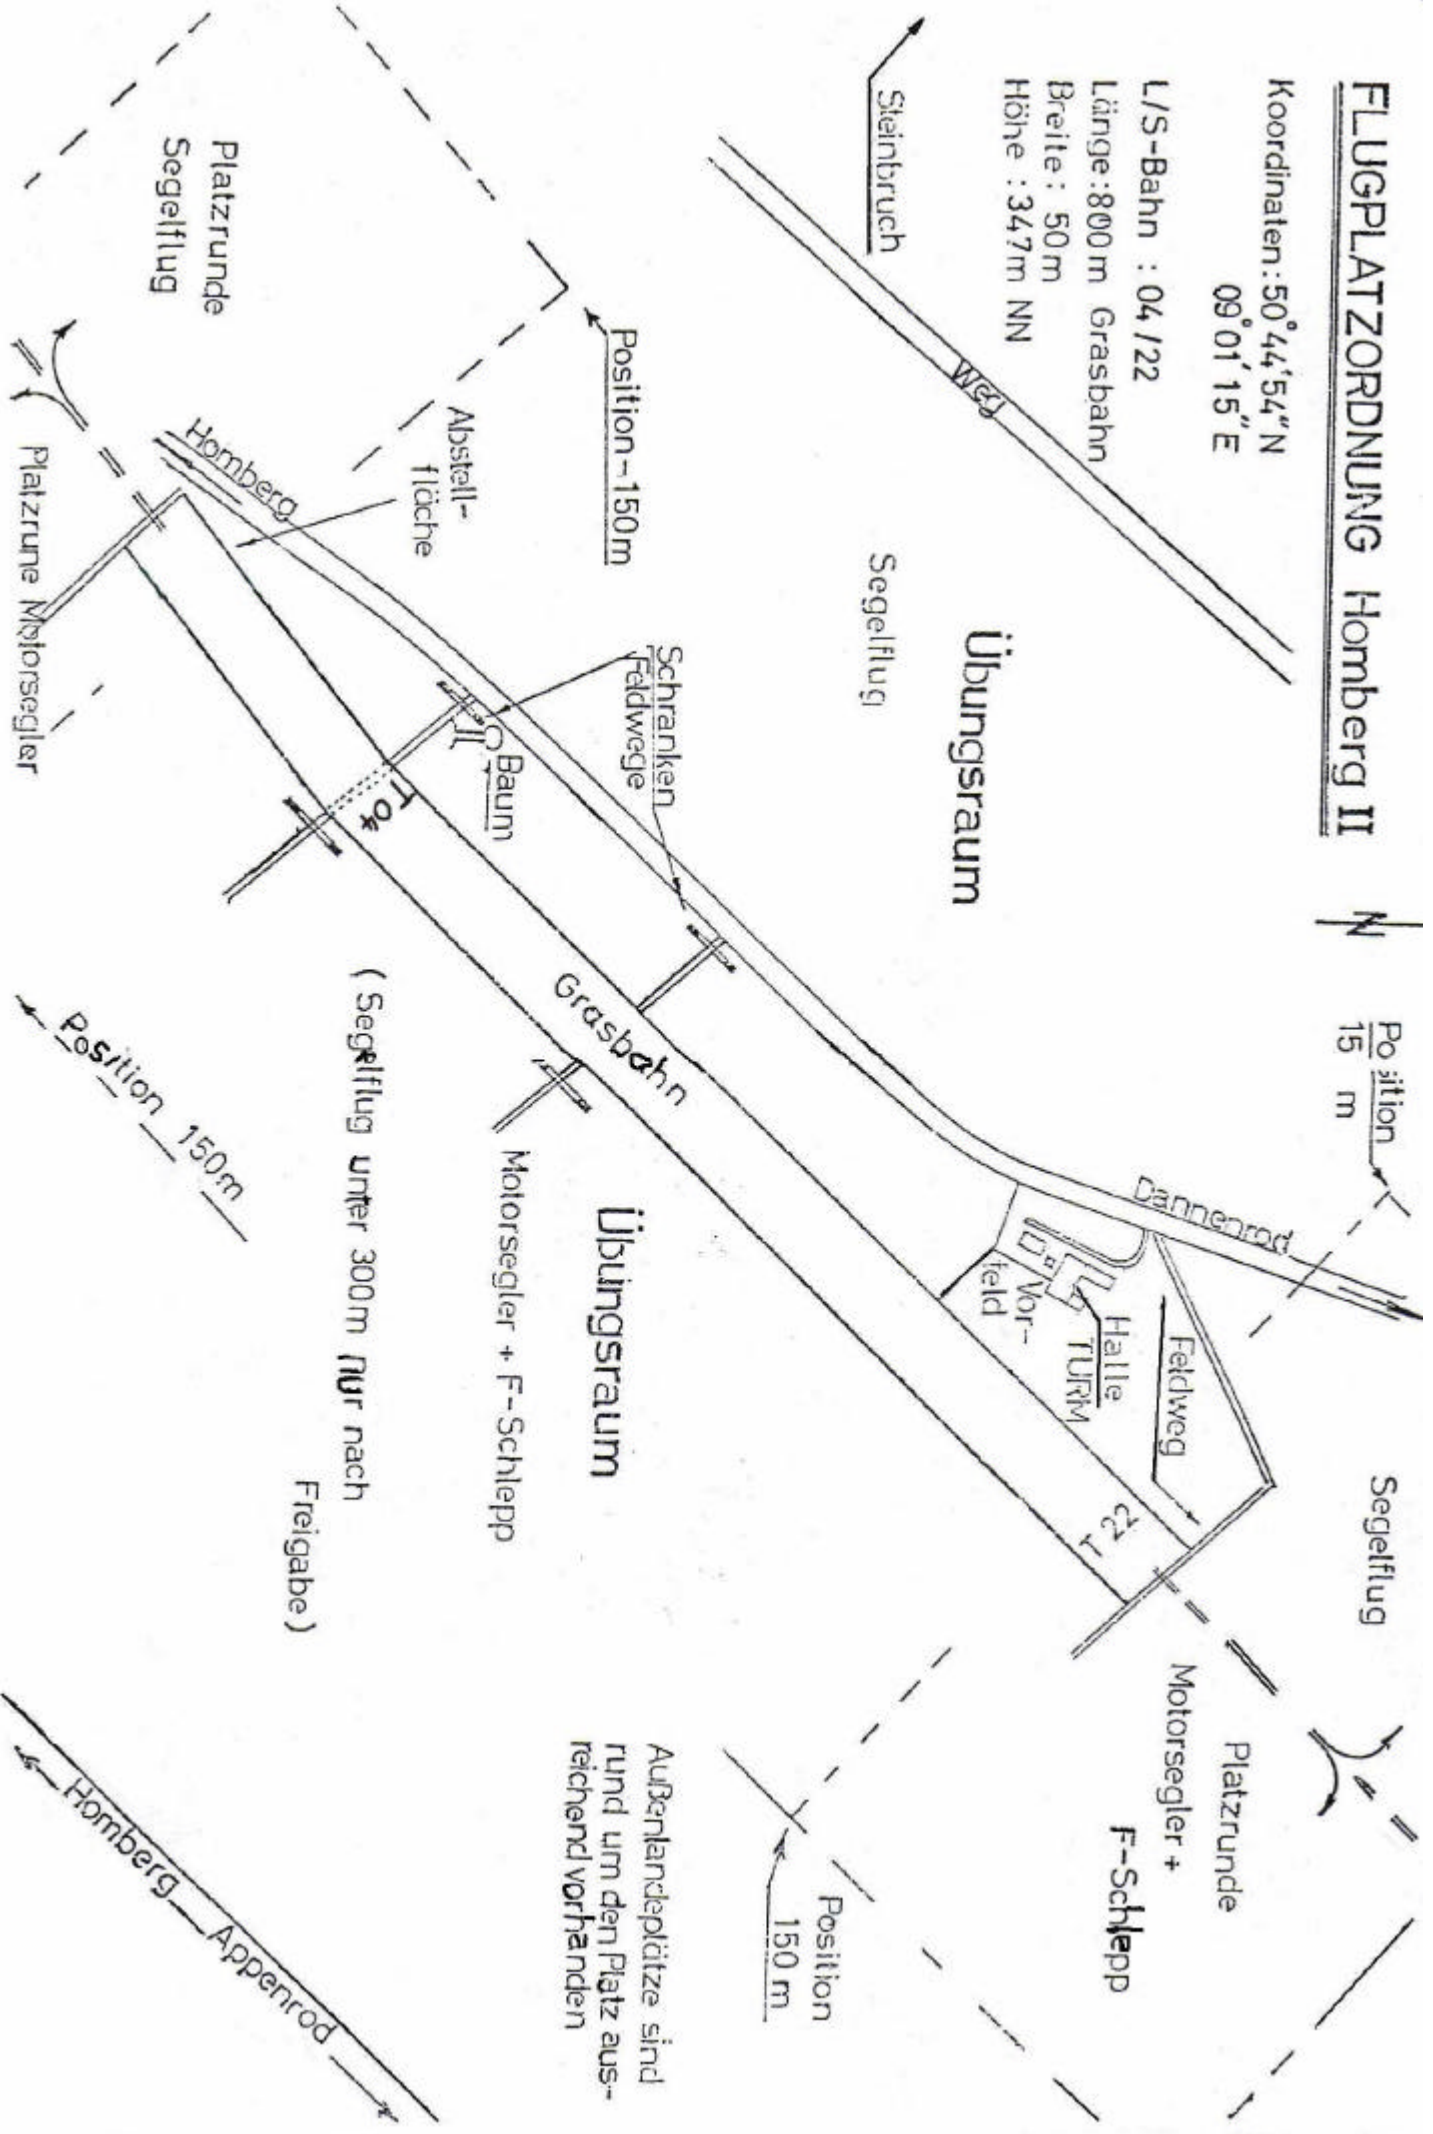 FLUGPLATZORDNUNG Homberg II
N
Koordinaten: 50° 44' 54" N
09° 01' 15" E
L/S-Bahn : 04/22
Länge: 800m Grasbahn
Breite : 50m
Höhe : 347m NN
Steinbruch
Weg
Segelflug
Übungsraum
Position
15 m
Segelflug
Dannenrod
Feldweg
Halle
TURM
Vor-
feld
22
Platzrunde
Motorsegler +
F-Schlepp
Position
150 m
Position-150m
Platzrunde
Segelflug
Abstell-
fläche
Homberg
Schranken
Feldwege
Baum
04
Grasbahn
Platzrune Motorsegler
Übungsraum
Motorsegler + F-Schlepp
( Segelflug unter 300m nur nach
Freigabe )
Position 150m
Außenlandeplätze sind
rund um den Platz aus-
reichend vorhanden
Homberg Appenrod